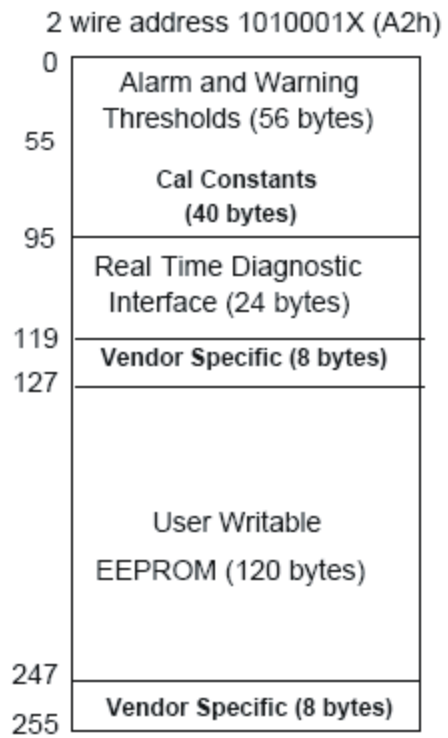 2 wire address 1010001X (A2h)
0
Alarm and Warning
Thresholds (56 bytes)
55
Cal Constants
(40 bytes)
95
Real Time Diagnostic
Interface (24 bytes)
119
Vendor Specific (8 bytes)
127
User Writable
EEPROM (120 bytes)
247
Vendor Specific (8 bytes)
255